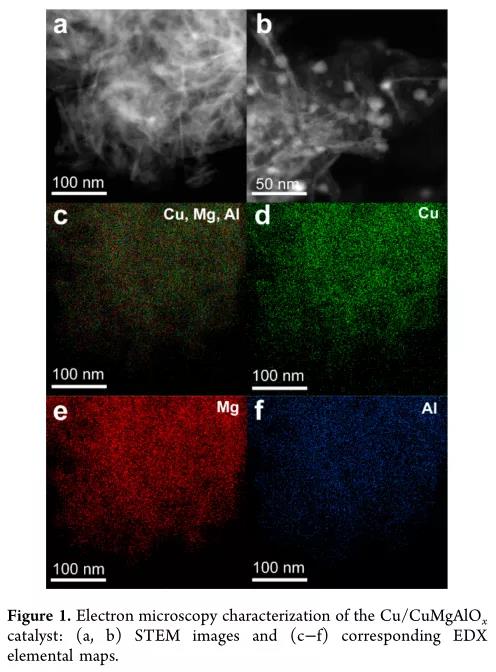 a
b
100 nm
50 nm
c
Cu, Mg, Al
d
Cu
100 nm
100 nm
e
Mg
f
Al
100 nm
100 nm
Figure 1. Electron microscopy characterization of the Cu/CuMgAlOx
catalyst: (a, b) STEM images and (c−f) corresponding EDX
elemental maps.